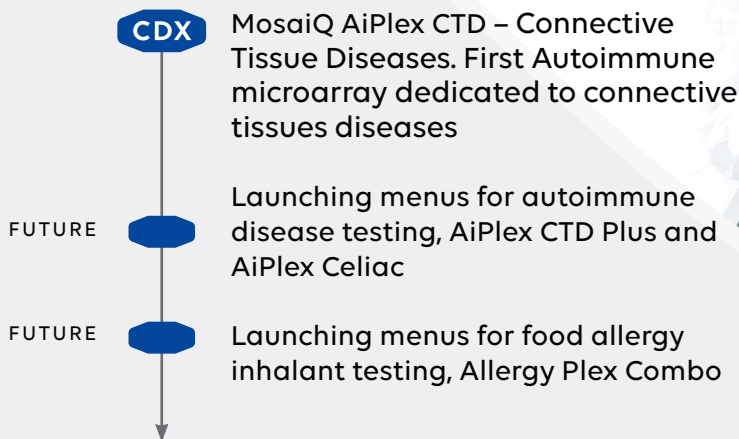 CDX
MosaiQ AiPlex CTD – Connective
Tissue Diseases. First Autoimmune
microarray dedicated to connective
tissues diseases
FUTURE
Launching menus for autoimmune
disease testing, AiPlex CTD Plus and
AiPlex Celiac
FUTURE
Launching menus for food allergy
inhalant testing, Allergy Plex Combo